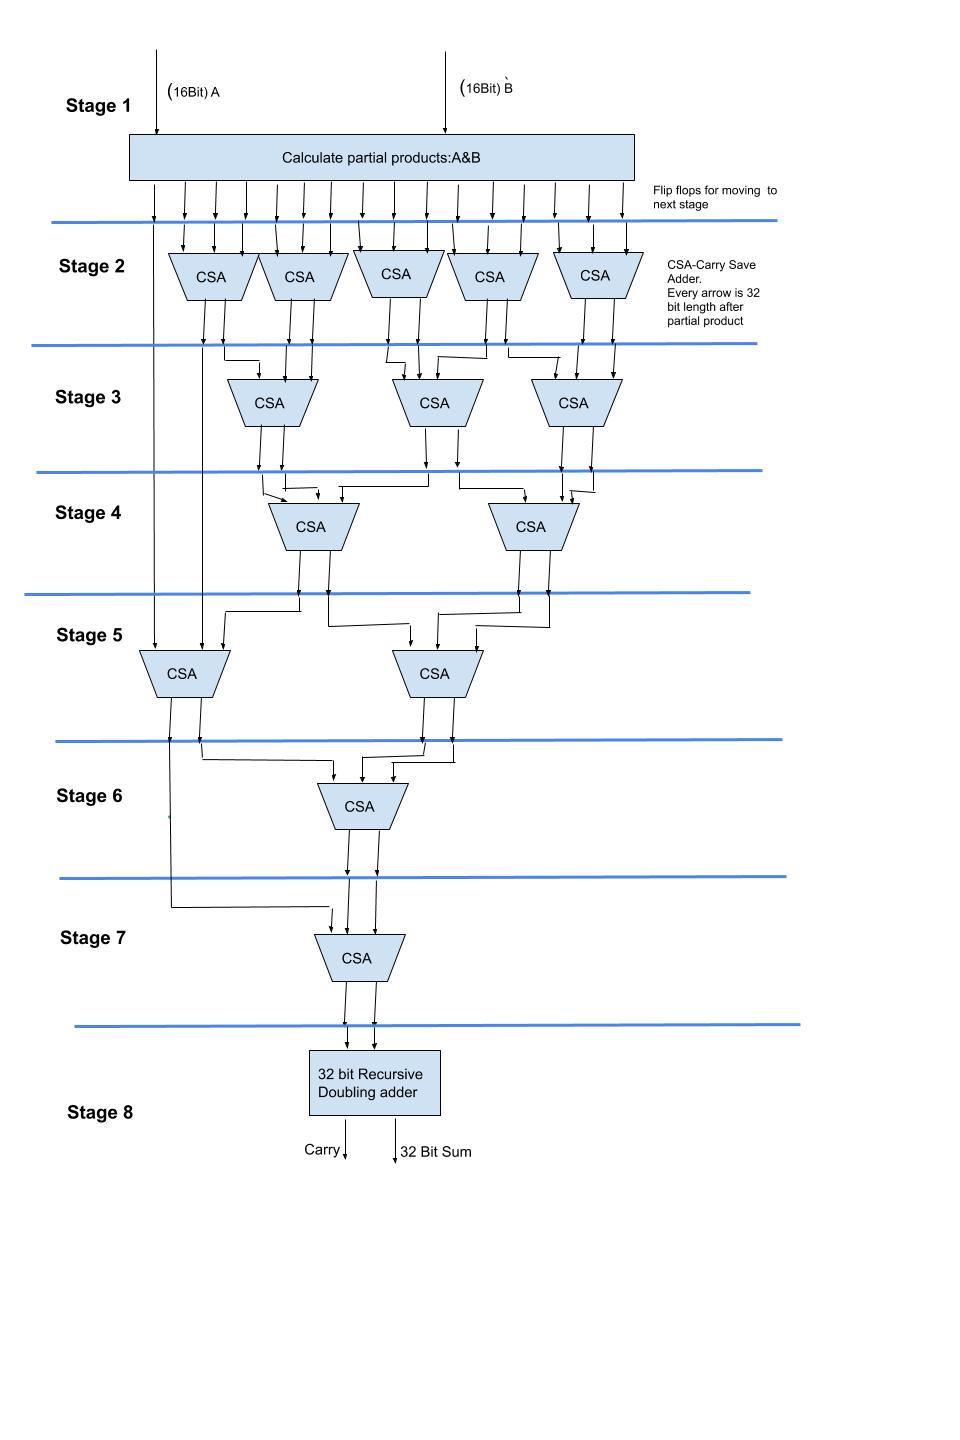 Stage 1
(16Bit) A
(16Bit) B
Calculate partial products:A&B
Flip flops for moving to
next stage
Stage 2
CSA
CSA
CSA
CSA
CSA
CSA-Carry Save
Adder.
Every arrow is 32
bit length after
partial product
Stage 3
CSA
CSA
CSA
Stage 4
CSA
CSA
Stage 5
CSA
CSA
Stage 6
CSA
Stage 7
CSA
32 bit Recursive
Doubling adder
Stage 8
Carry
32 Bit Sum